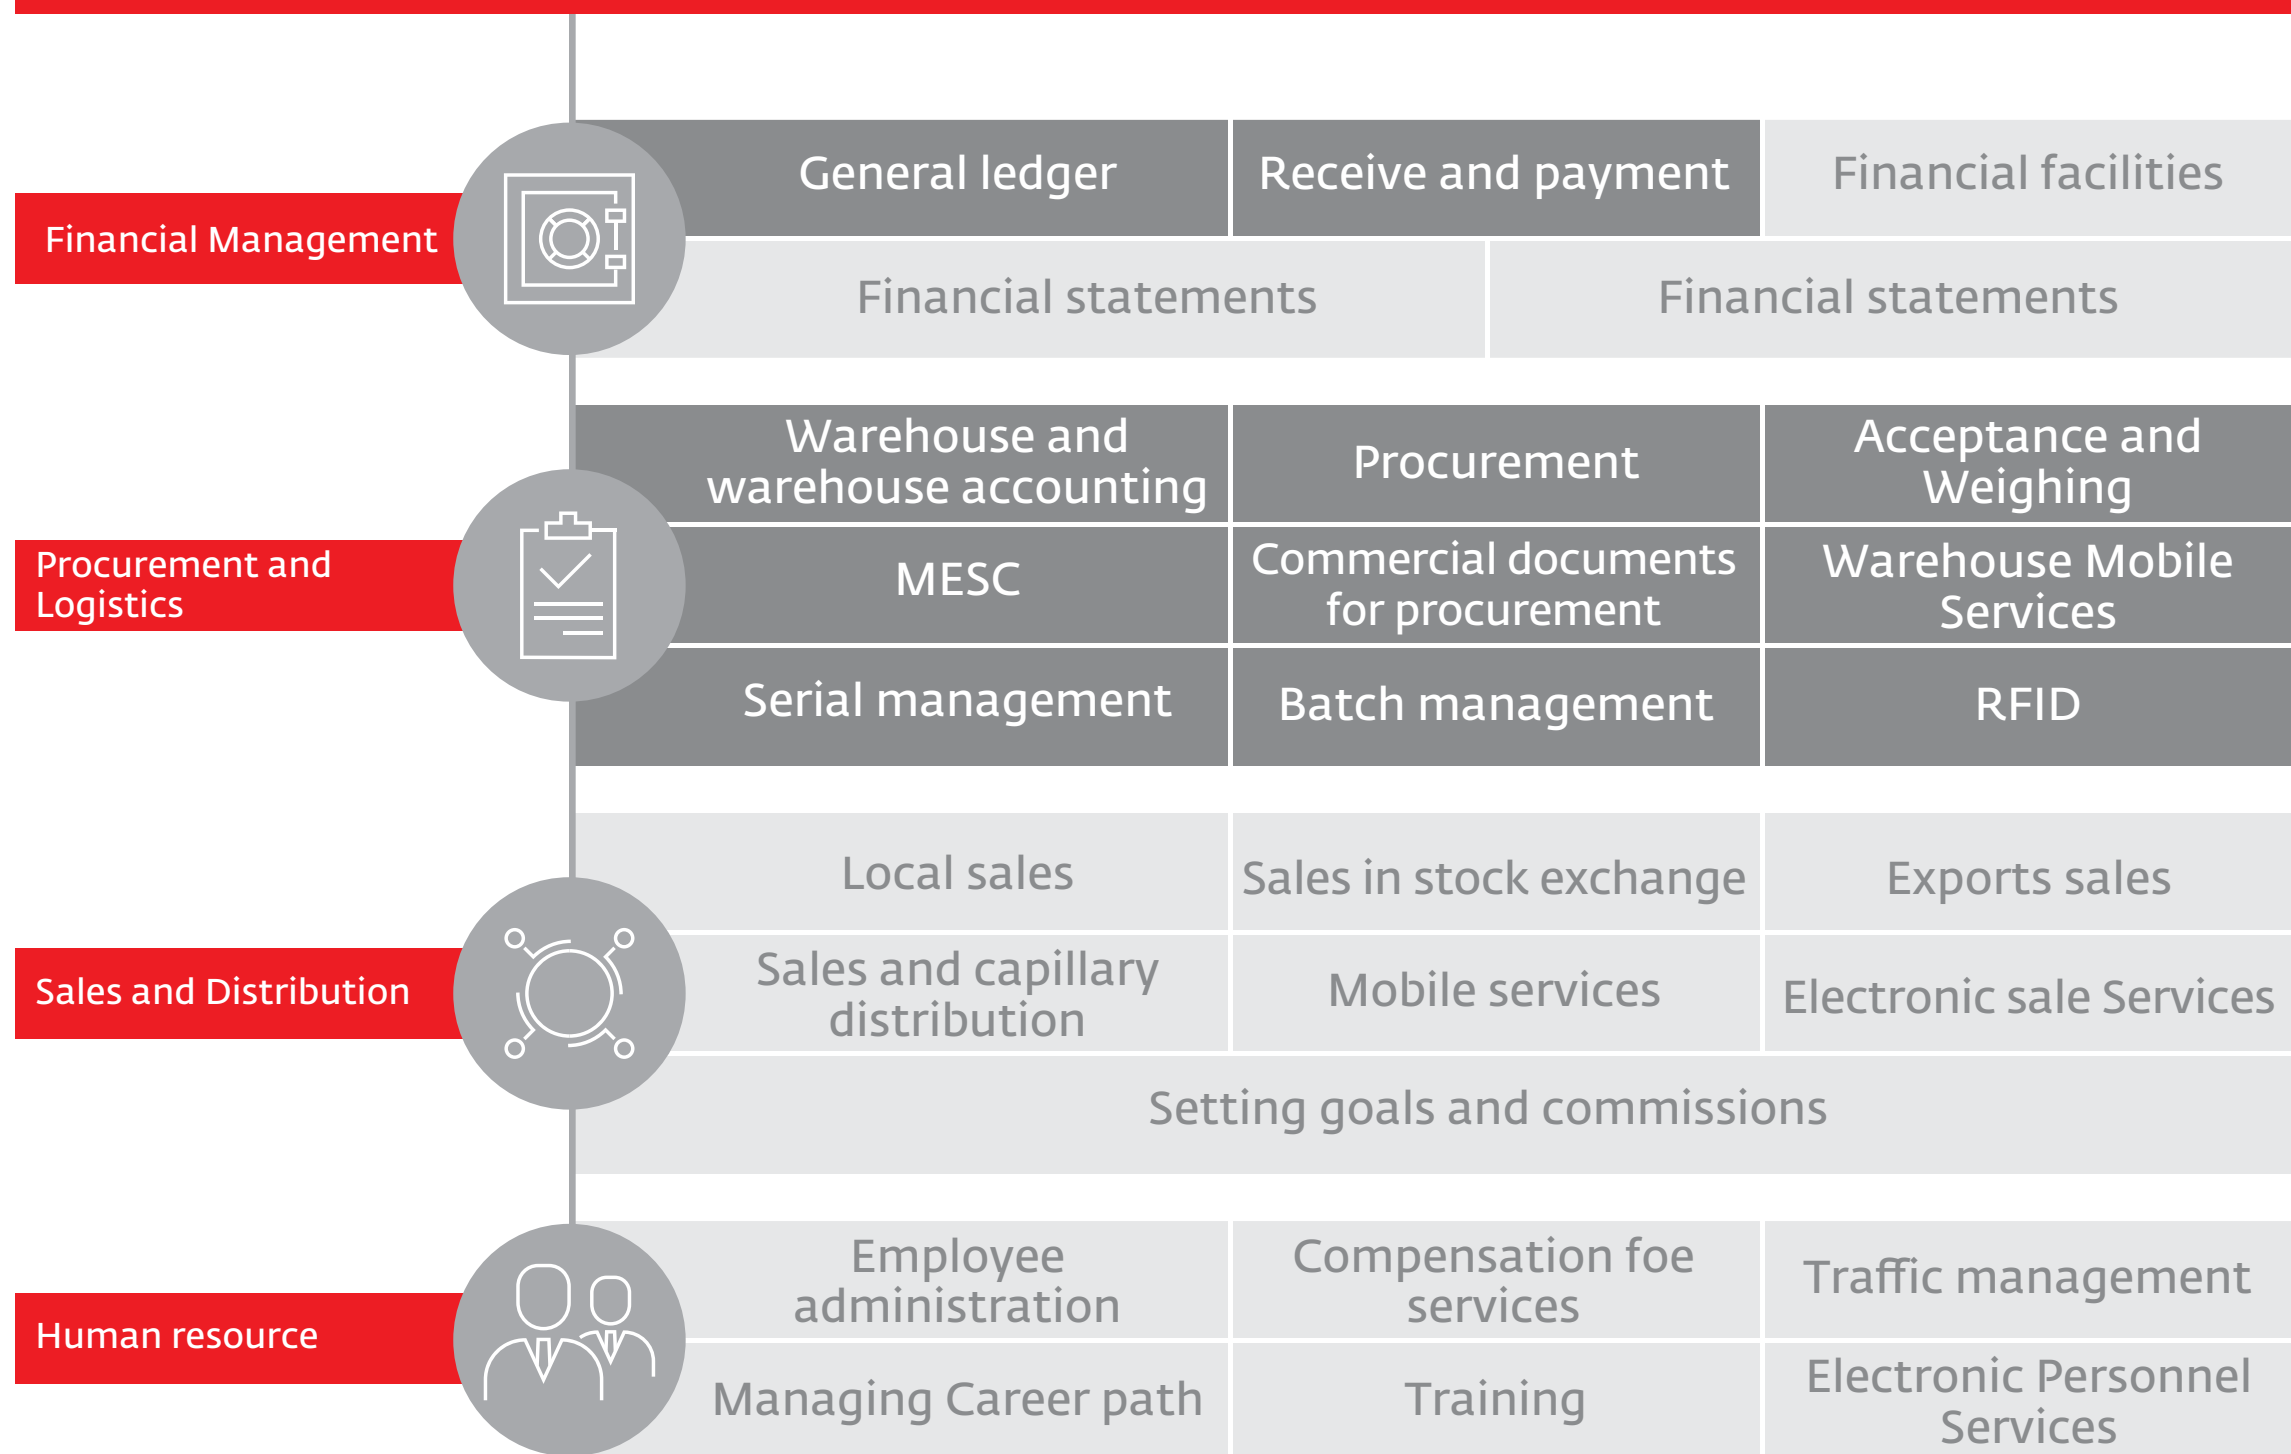 Financial Management
General ledger
Receive and payment
Financial facilities
Financial statements
Financial statements
Procurement and
Logistics
Warehouse and
warehouse accounting
Procurement
Acceptance and
Weighing
MESC
Commercial documents
for procurement
Warehouse Mobile
Services
Serial management
Batch management
RFID
Sales and Distribution
Local sales
Sales in stock exchange
Exports sales
Sales and capillary
distribution
Mobile services
Electronic sale Services
Setting goals and commissions
Human resource
Employee
administration
Compensation foe
services
Traffic management
Managing Career path
Training
Electronic Personnel
Services